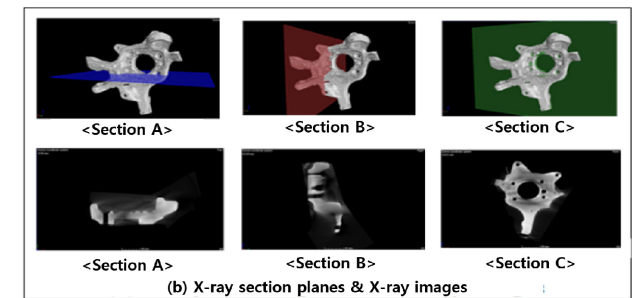 <Section A> <Section B> <Section C>
<Section A> <Section B> <Section C>
(b) X-ray section planes & X-ray images